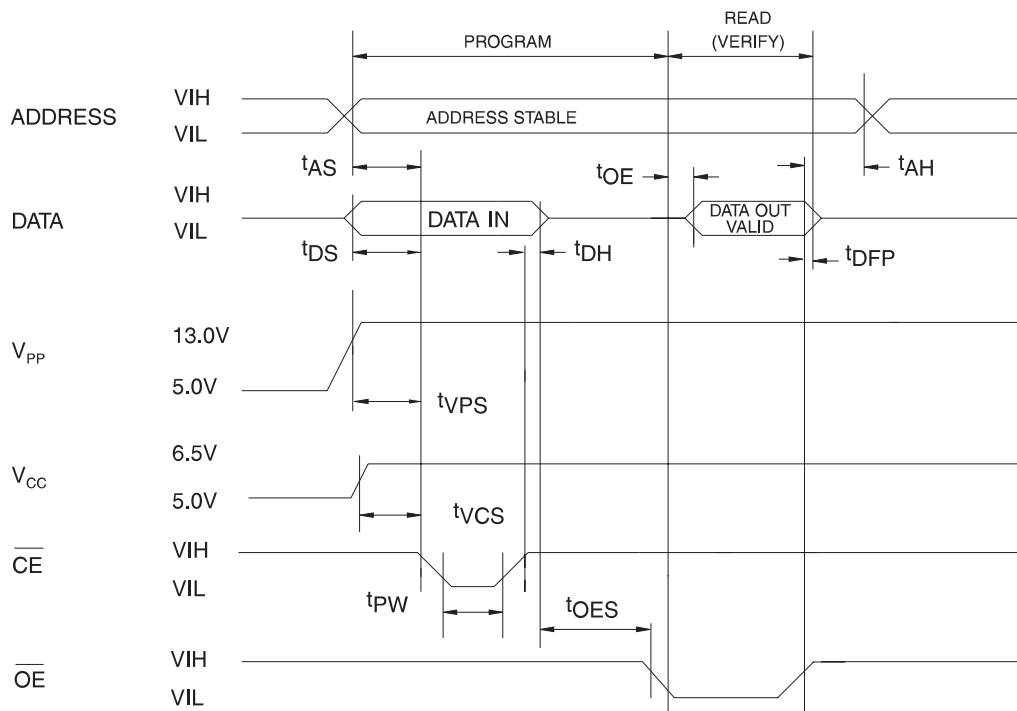 READ
PROGRAM
(VERIFY)
ADDRESS
VIH
VIL
ADDRESS STABLE
tAS
tOE
tAH
DATA
VIH
VIL
DATA IN
DATA OUT
VALID
tDS
tDH
tDFP
VPP
13.0V
5.0V
tVPS
VCC
6.5V
5.0V
tVCS
CE
VIH
VIL
tPW
tOES
OE
VIH
VIL